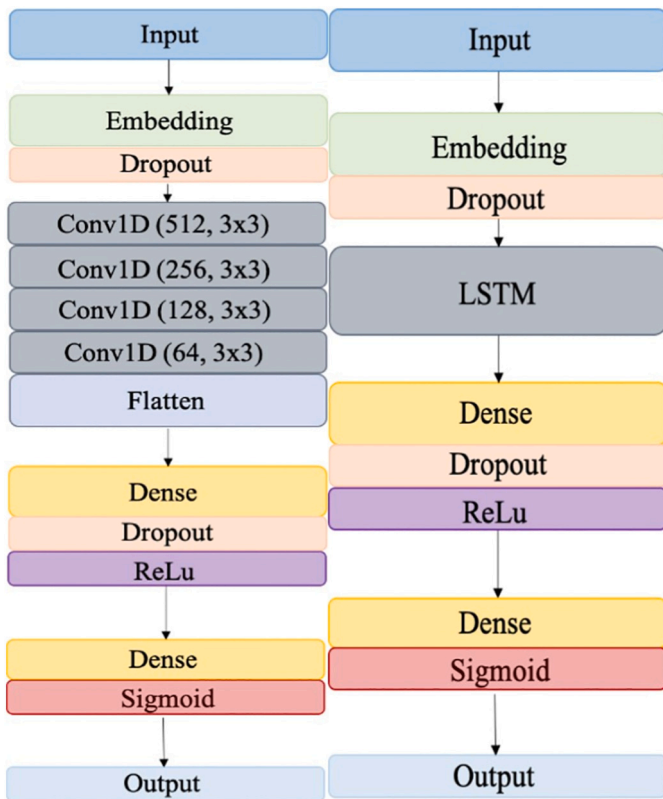 Input
Embedding
Dropout
Conv1D (512, 3x3)
Conv1D (256, 3x3)
Conv1D (128, 3x3)
Conv1D (64, 3x3)
Flatten
Dense
Dropout
ReLu
Dense
Sigmoid
Output
Input
Embedding
Dropout
LSTM
Dense
Dropout
ReLu
Dense
Sigmoid
Output